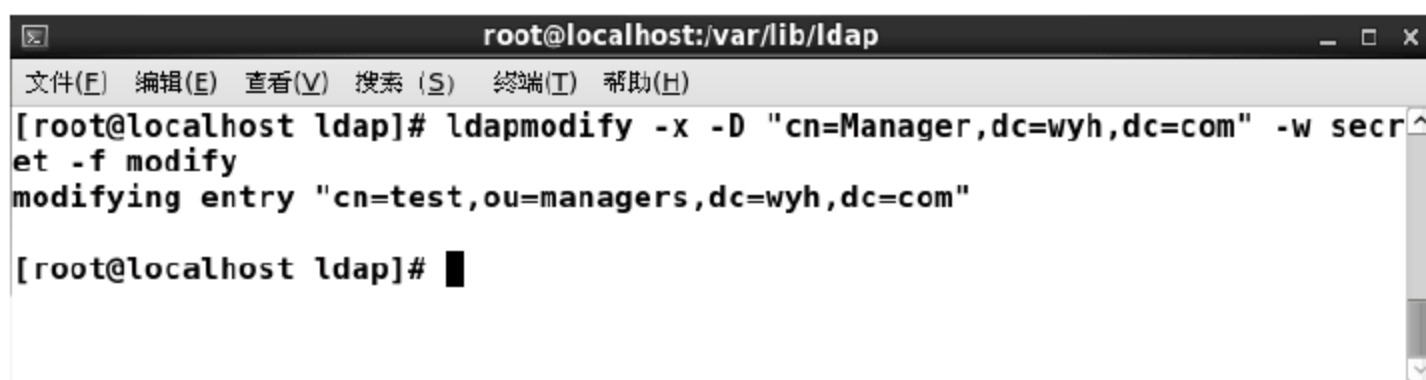 root@localhost:/var/lib/ldap
文件(F) 编辑(E) 查看(V) 搜索 (S) 终端(T) 帮助(H)
[root@localhost ldap]# ldapmodify -x -D "cn=Manager,dc=wyh,dc=com" -w secr
et -f modify
modifying entry "cn=test,ou=managers,dc=wyh,dc=com"
[root@localhost ldap]#